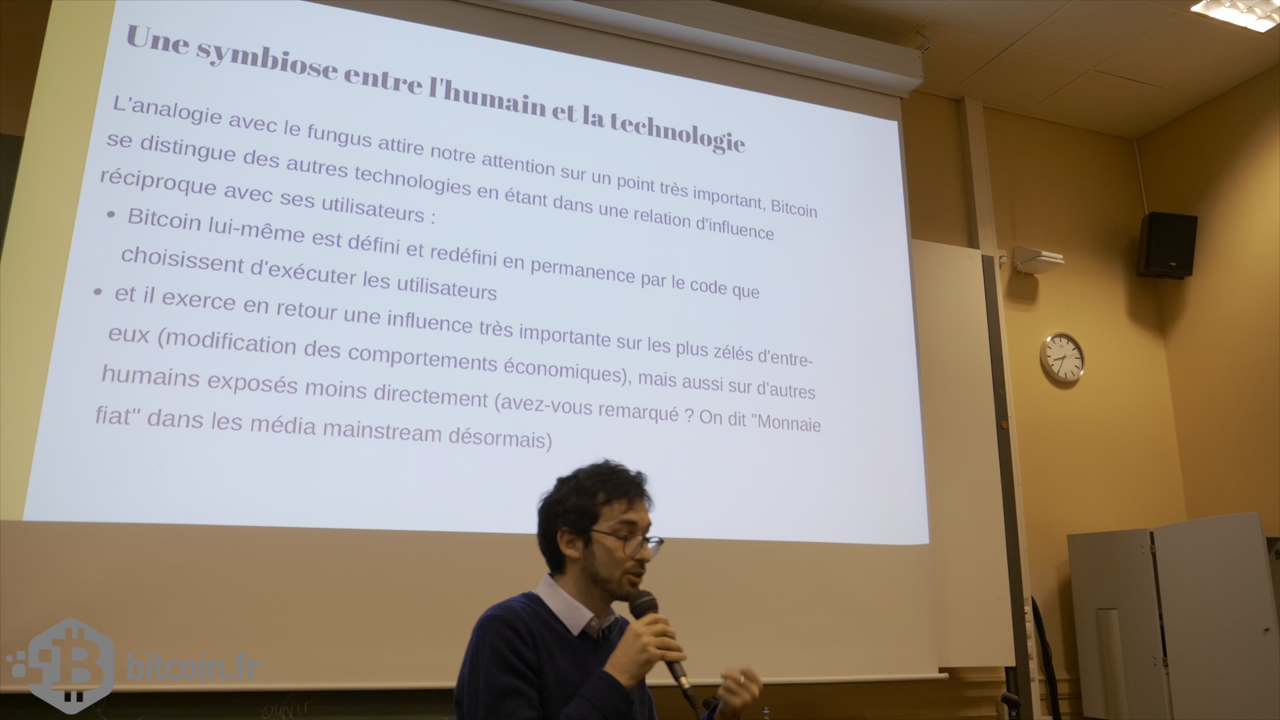 Une symbiose entre l'humain et la technologie
L'analogie avec le fungus attire notre attention sur un point très important, Bitcoin
se distingue des autres technologies en étant dans une relation d'influence
réciproque avec ses utilisateurs :
• Bitcoin lui-même est défini et redéfini en permanence par le code que
choisissent d'exécuter les utilisateurs
• et il exerce en retour une influence très importante sur les plus zélés d'entre-
eux (modification des comportements économiques), mais aussi sur d'autres
humains exposés moins directement (avez-vous remarqué ? On dit "Monnaie
fiat" dans les média mainstream désormais)
bitcoin.fr